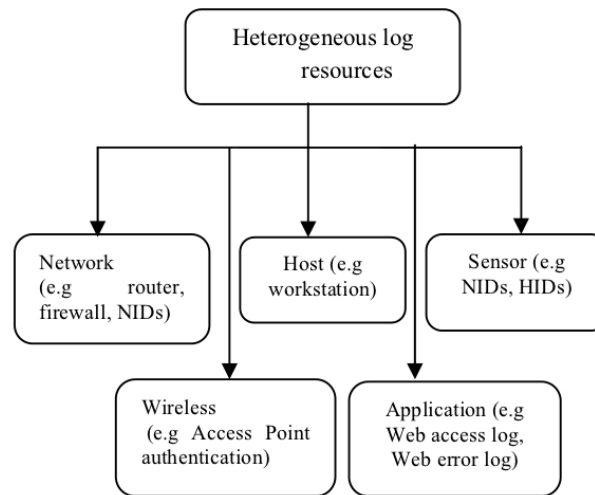 Heterogeneous log
resources
Network
(e.g router,
firewall, NIDs)
Host (e.g
workstation)
Sensor (e.g
NIDs, HIDs)
Wireless
(e.g Access Point
authentication)
Application (e.g
Web access log,
Web error log)